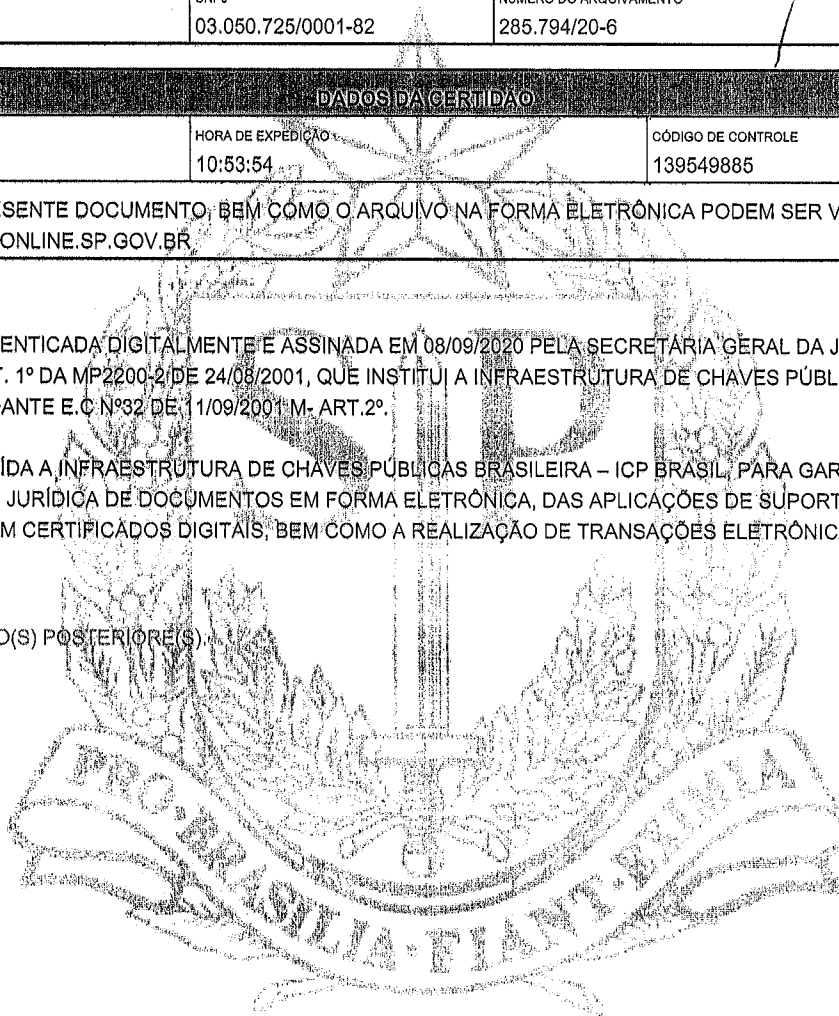 CNPJ NÚMERO DO ARQUIVAMENTO
03.050.725/0001-82 285.794/20-6
DADOS DA CERTIDÃO
HORA DE EXPEDIÇÃO CÓDIGO DE CONTROLE
10:53:54 139549885
SENTE DOCUMENTO, BEM COMO O ARQUIVO NA FORMA ELETRÔNICA PODEM SER V
ONLINE.SP.GOV.BR
ENTICADA DIGITALMENTE E ASSINADA EM 08/09/2020 PELA SECRETÁRIA GERAL DA J
T. 1º DA MP2200-2 DE 24/08/2001, QUE INSTITUI A INFRAESTRUTURA DE CHAVES PÚBL
ANTE E.C Nº32 DE 11/09/2001 M- ART.2º.
ÍDA A INFRAESTRUTURA DE CHAVES PÚBLICAS BRASILEIRA – ICP BRASIL, PARA GAR
JURÍDICA DE DOCUMENTOS EM FORMA ELETRÔNICA, DAS APLICAÇÕES DE SUPORT
M CERTIFICADOS DIGITAIS, BEM COMO A REALIZAÇÃO DE TRANSAÇÕES ELETRÔNIC
O(S) POSTERIORE(S).
SP
PRO·BRASILIA·FIANT·EXIMIA